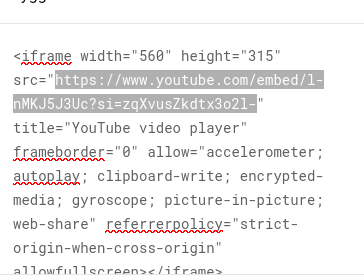 <iframe width="560" height="315"
src="https://www.youtube.com/embed/l-
nMKJ5J3Uc?si=zqXvusZkdtx3o2l-"
title="YouTube video player"
frameborder="0" allow="accelerometer;
autoplay; clipboard-write; encrypted-
media; gyroscope; picture-in-picture;
web-share" referrerpolicy="strict-
origin-when-cross-origin"
allowfullscreen></iframe>